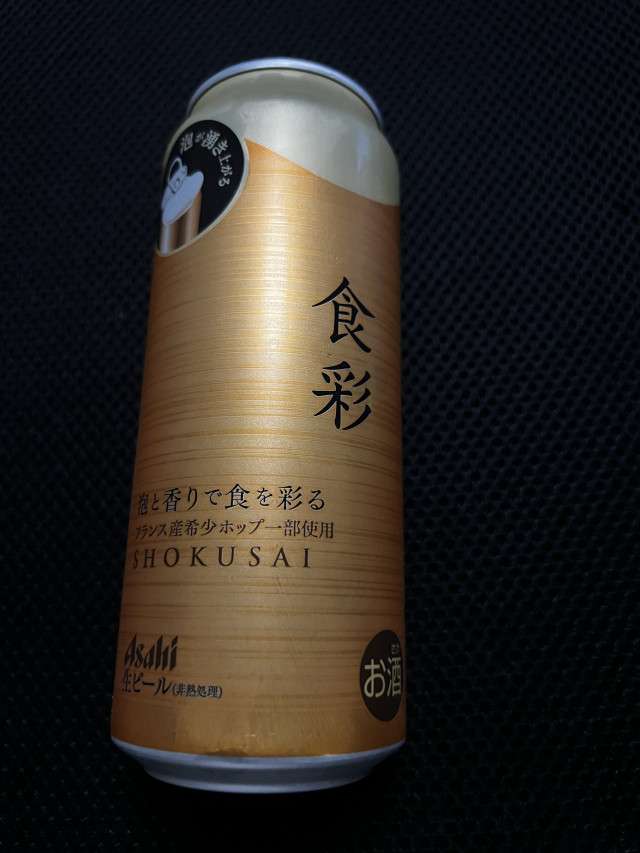 泡が湧き上がる
食彩
泡と香りで食を彩る
フランス産希少ホップ一部使用
SHOKUSAI
Asahi
生ビール(非熱処理)
お酒